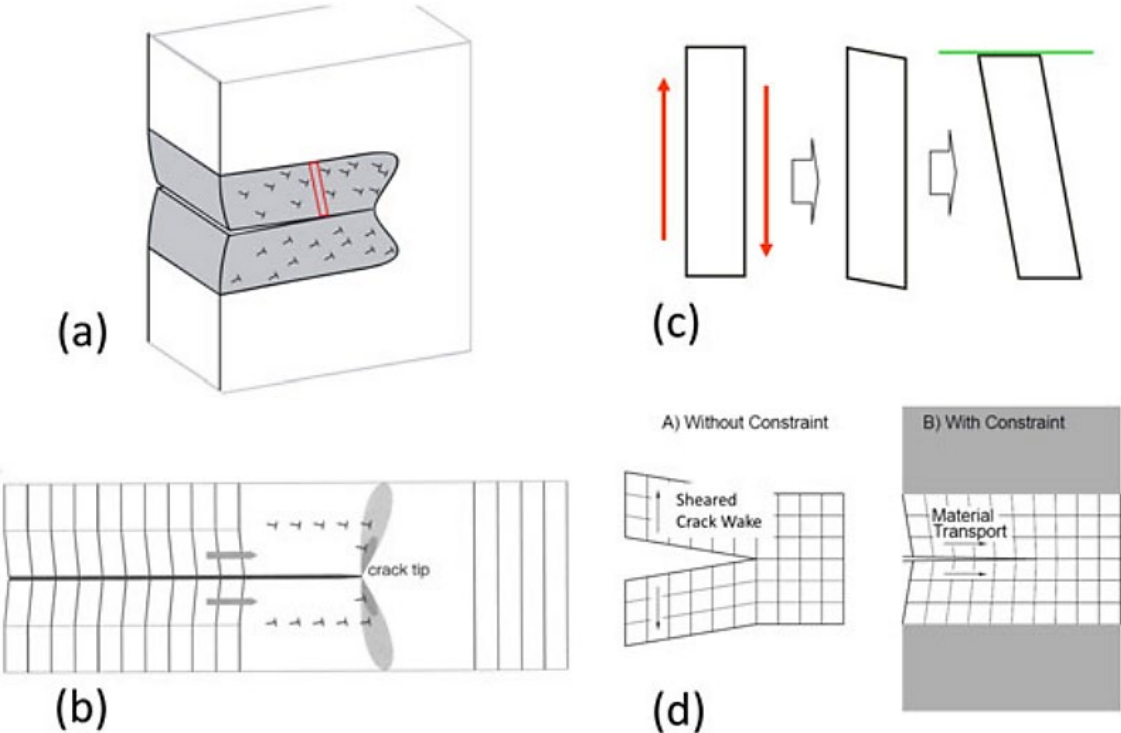 (a)
(c)
crack tip
(b)
A) Without Constraint
Sheared
Crack Wake
B) With Constraint
Material
Transport
(d)